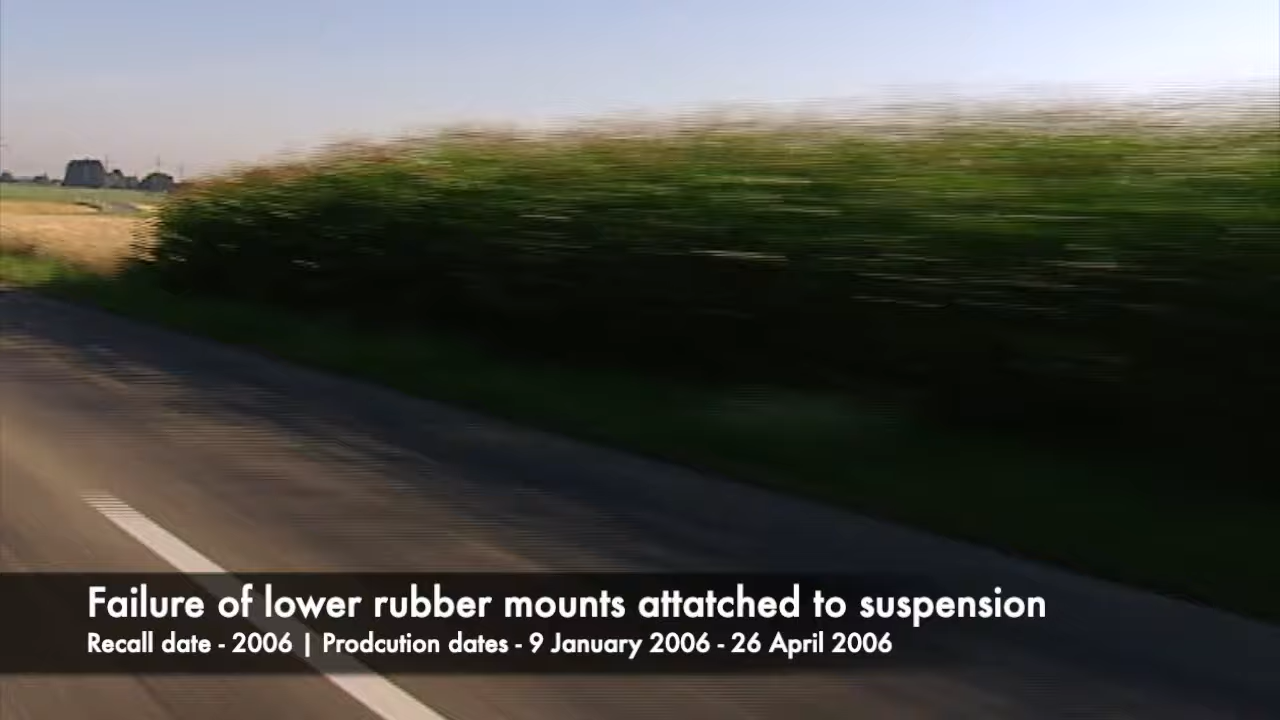 Failure of lower rubber mounts attatched to suspension
Recall date - 2006 | Prodcution dates - 9 January 2006 - 26 April 2006